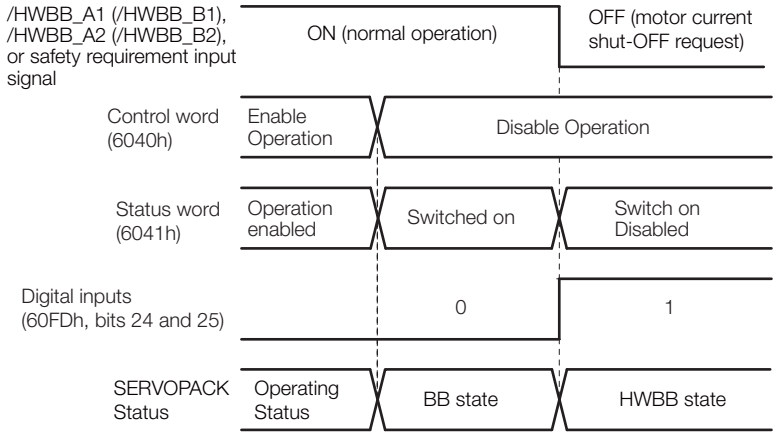 /HWBB_A1 (/HWBB_B1),
/HWBB_A2 (/HWBB_B2),
or safety requirement input
signal
ON (normal operation)
OFF (motor current
shut-OFF request)
Control word
(6040h)
Enable
Operation
Disable Operation
Status word
(6041h)
Operation
enabled
Switched on
Switch on
Disabled
Digital inputs
(60FDh, bits 24 and 25)
0
1
SERVOPACK
Status
Operating
Status
BB state
HWBB state